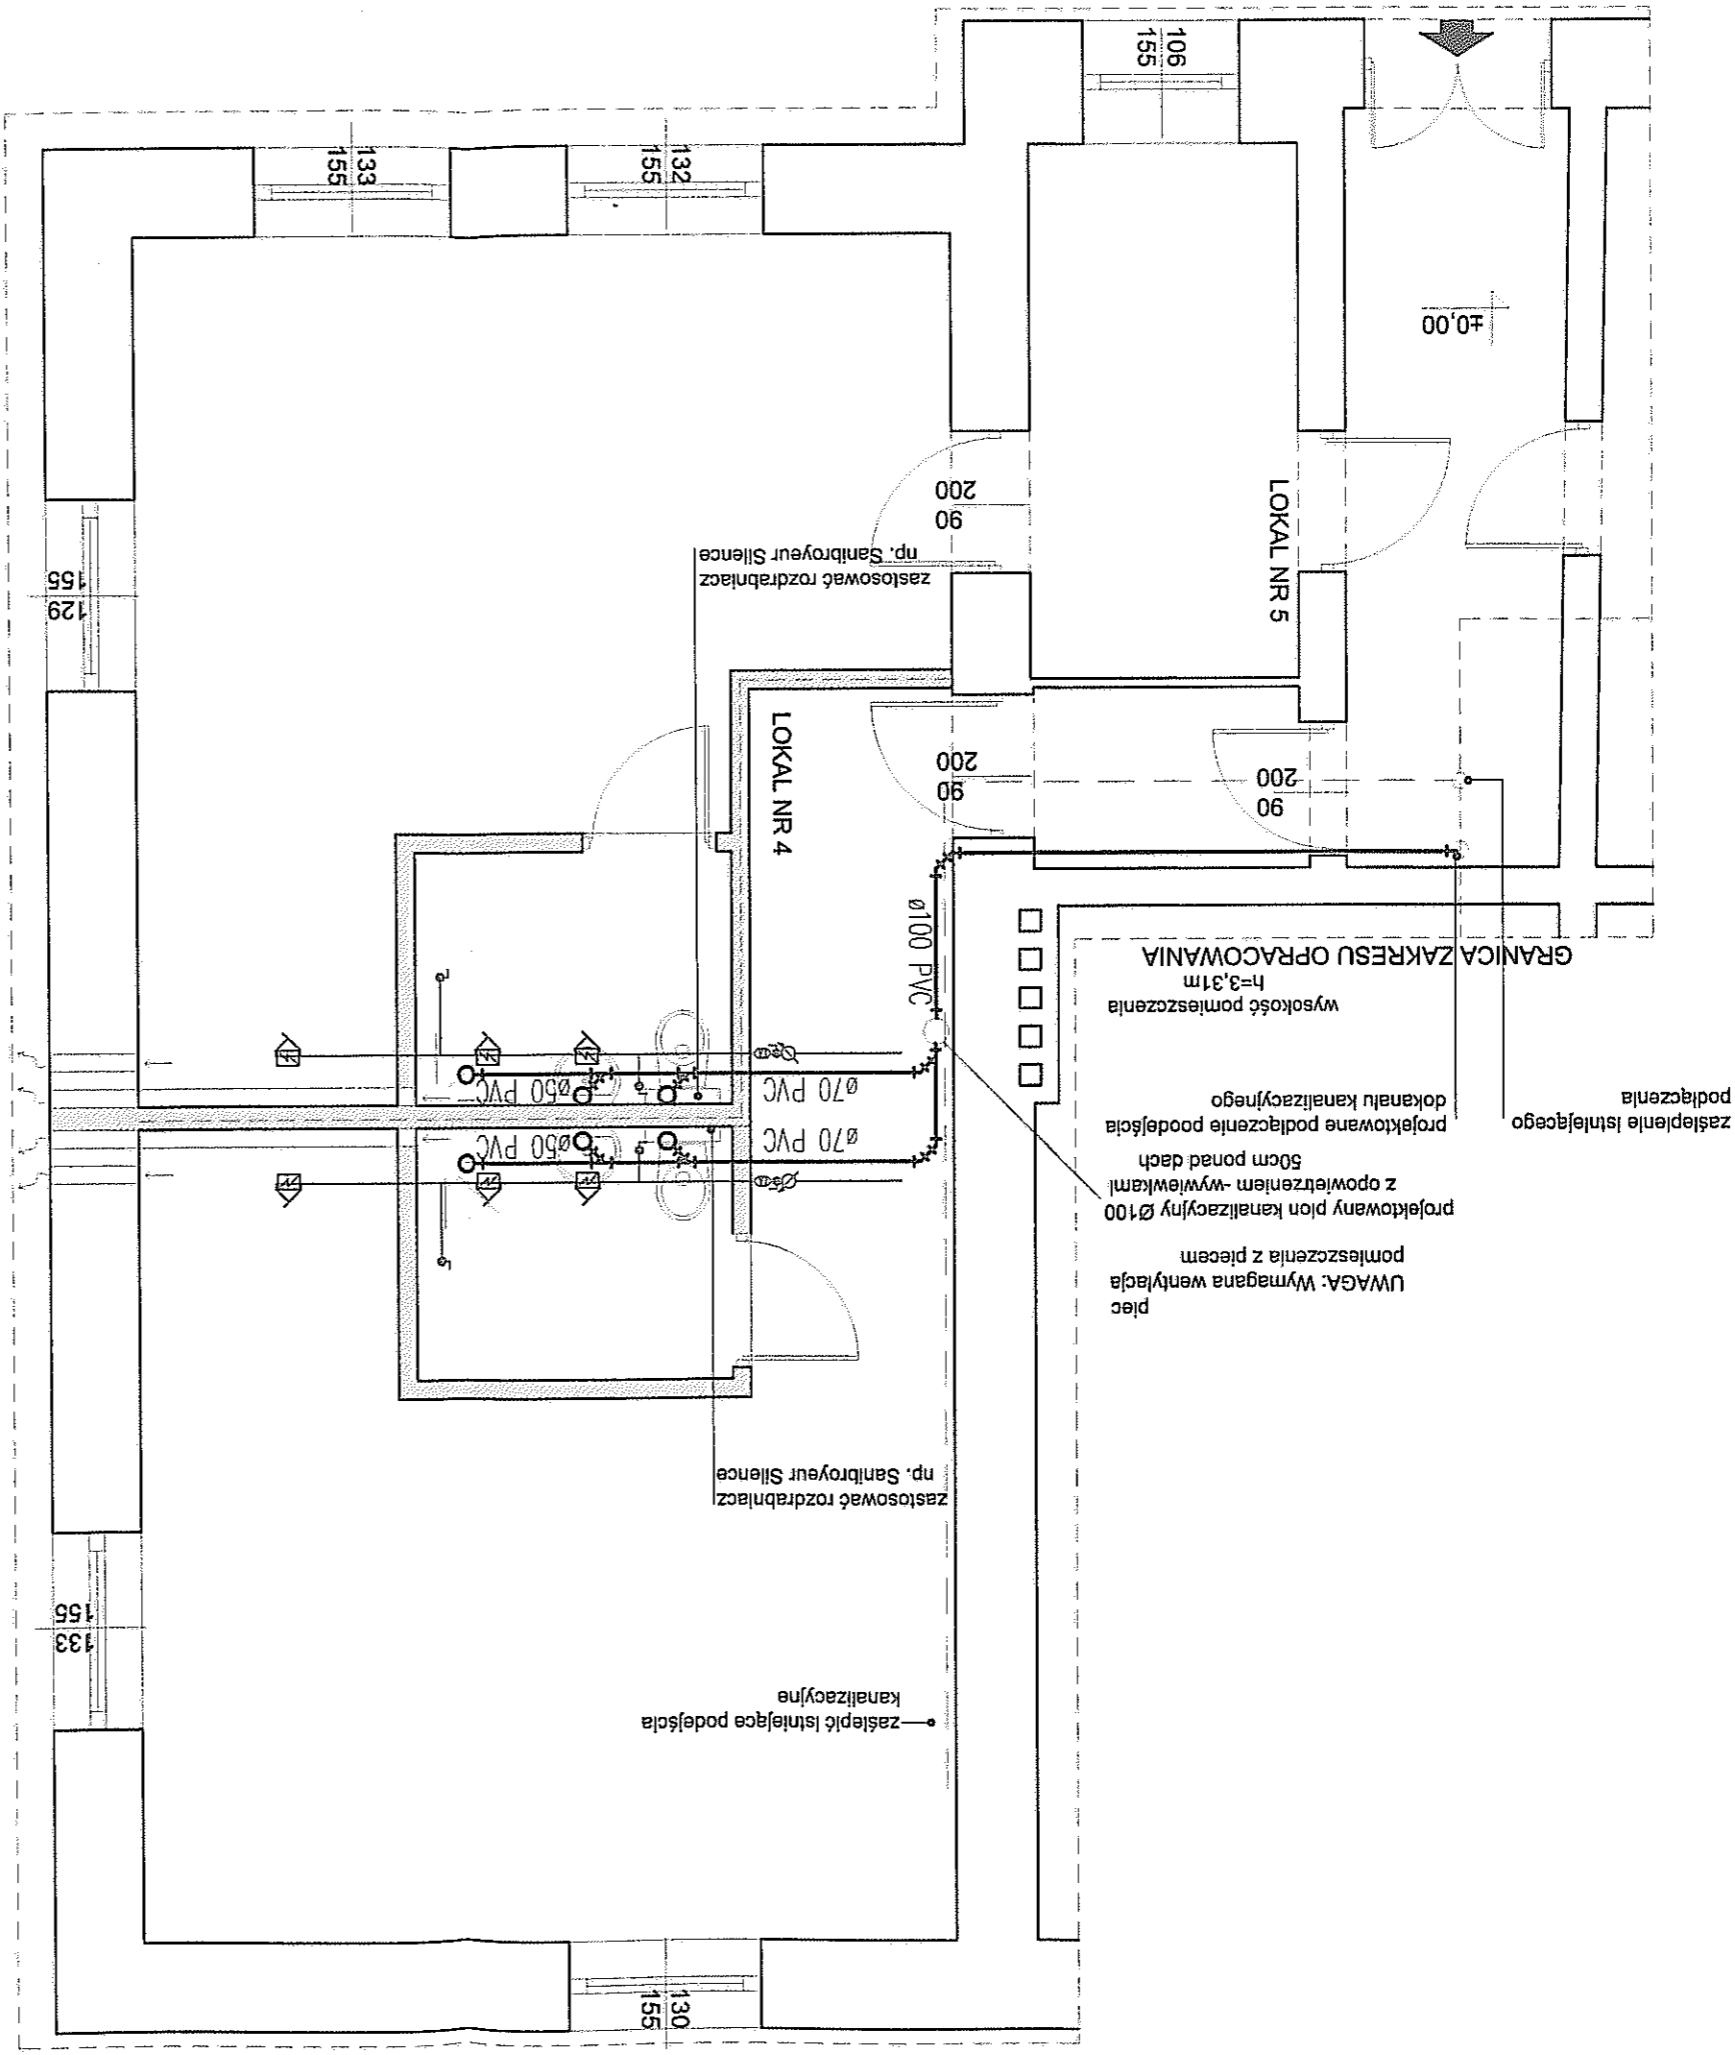 106
155
133
155
132
155
±0,00
90
200
LOKAL NR 5
129
155
zastosować rozdrabniacz
np. Sanibroyeur Silence
LOKAL NR 4
90
200
90
200
ø100 PVC
GRANICA ZAKRESU OPRACOWANIA
wysokość pomieszczenia
h=3,31m
ø70 PVC
ø50 PVC
ø70 PVC
ø50 PVC
zaślepienie istniejącego
podłączenia
projektowane podłączenie poodejścia
dokanału kanalizacyjnego
projektowany pion kanalizacyjny Ø100
z opowietrzeniem -wywiewkami
50cm ponad dach
piec
UWAGA: Wymagana wentylacja
pomieszczenia z piecem
zastosować rozdrabniacz
np. Sanibroyeur Silence
133
155
zaślepić istniejące podejścia
kanalizacyjne
130
155